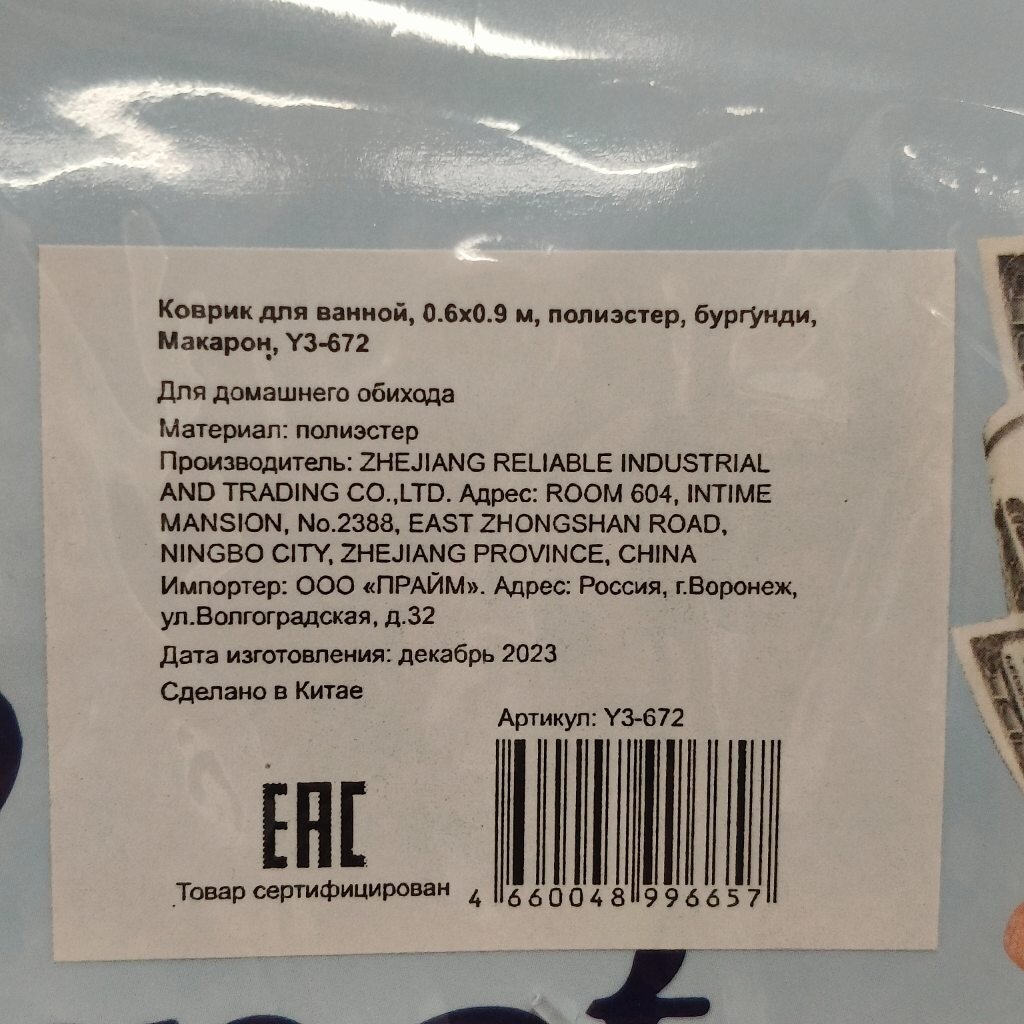 Коврик для ванной, 0.6х0.9 м, полиэстер, бургунди,
Макарон, Y3-672
Для домашнего обихода
Материал: полиэстер
Производитель: ZHEJIANG RELIABLE INDUSTRIAL
AND TRADING CO.,LTD. Адрес: ROOM 604, INTIME
MANSION, No.2388, EAST ZHONGSHAN ROAD,
NINGBO CITY, ZHEJIANG PROVINCE, CHINA
Импортер: ООО «ПРАЙМ». Адрес: Россия, г.Воронеж,
ул.Волгоградская, д.32
Дата изготовления: декабрь 2023
Сделано в Китае
Артикул: Y3-672
EAC
Товар сертифицирован
4 660048 996657